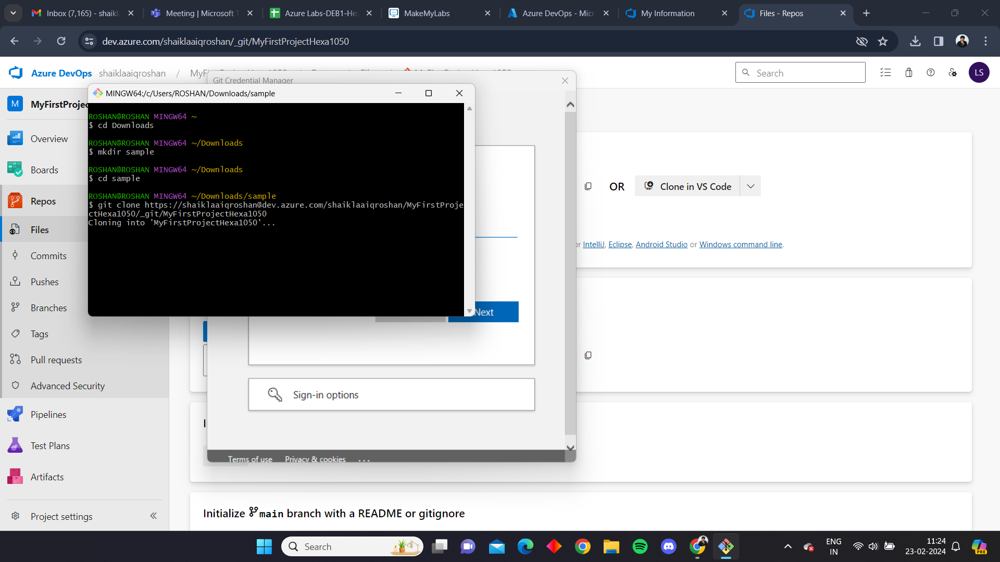 Inbox (7,165) - shaikl
Meeting | Microsoft T
Azure Labs-DEB1-He
MakeMyLabs
Azure DevOps - Micr
My Information
Files - Repos
dev.azure.com/shaiklaaiqroshan/_git/MyFirstProjectHexa1050
Azure DevOps
shaiklaaiqroshan
/
MyF
Search
LS
Git Credential Manager
MINGW64:/c/Users/ROSHAN/Downloads/sample
M
MyFirstProjec
Overview
Boards
Repos
Files
Commits
Pushes
Branches
Tags
Pull requests
Advanced Security
Pipelines
Test Plans
Artifacts
Project settings
ROSHAN@ROSHAN MINGW64 ~
$ cd Downloads
ROSHAN@ROSHAN MINGW64 ~/Downloads
$ mkdir sample
ROSHAN@ROSHAN MINGW64 ~/Downloads
$ cd sample
ROSHAN@ROSHAN MINGW64 ~/Downloads/sample
$ git clone https://shaiklaaiqroshan@dev.azure.com/shaiklaaiqroshan/MyFirstProje
ctHexa1050/_git/MyFirstProjectHexa1050
Cloning into 'MyFirstProjectHexa1050'...
OR
Clone in VS Code
or IntelliJ, Eclipse, Android Studio or Windows command line.
Next
Sign-in options
Terms of use
Privacy & cookies
...
Initialize main branch with a README or gitignore
Search
ENG
IN
11:24
23-02-2024
PRE